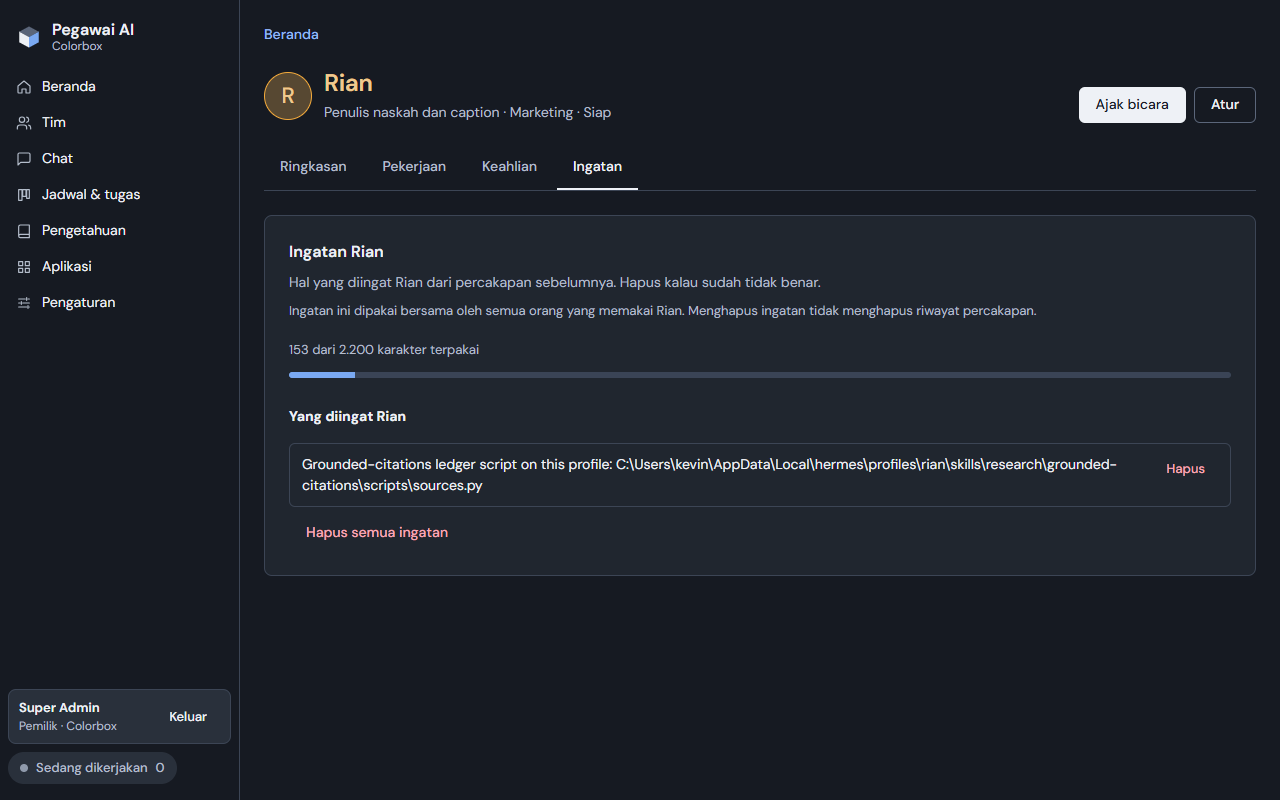 Pegawai AI
Colorbox
Beranda
Tim
Chat
Jadwal & tugas
Pengetahuan
Aplikasi
Pengaturan
Super Admin
Pemilik · Colorbox
Keluar
Sedang dikerjakan 0
Beranda
R
Rian
Penulis naskah dan caption · Marketing · Siap
Ajak bicara
Atur
Ringkasan
Pekerjaan
Keahlian
Ingatan
Ingatan Rian
Hal yang diingat Rian dari percakapan sebelumnya. Hapus kalau sudah tidak benar.
Ingatan ini dipakai bersama oleh semua orang yang memakai Rian. Menghapus ingatan tidak menghapus riwayat percakapan.
153 dari 2.200 karakter terpakai
Yang diingat Rian
Grounded-citations ledger script on this profile: C:\Users\kevin\AppData\Local\hermes\profiles\rian\skills\research\grounded-
citations\scripts\sources.py
Hapus
Hapus semua ingatan